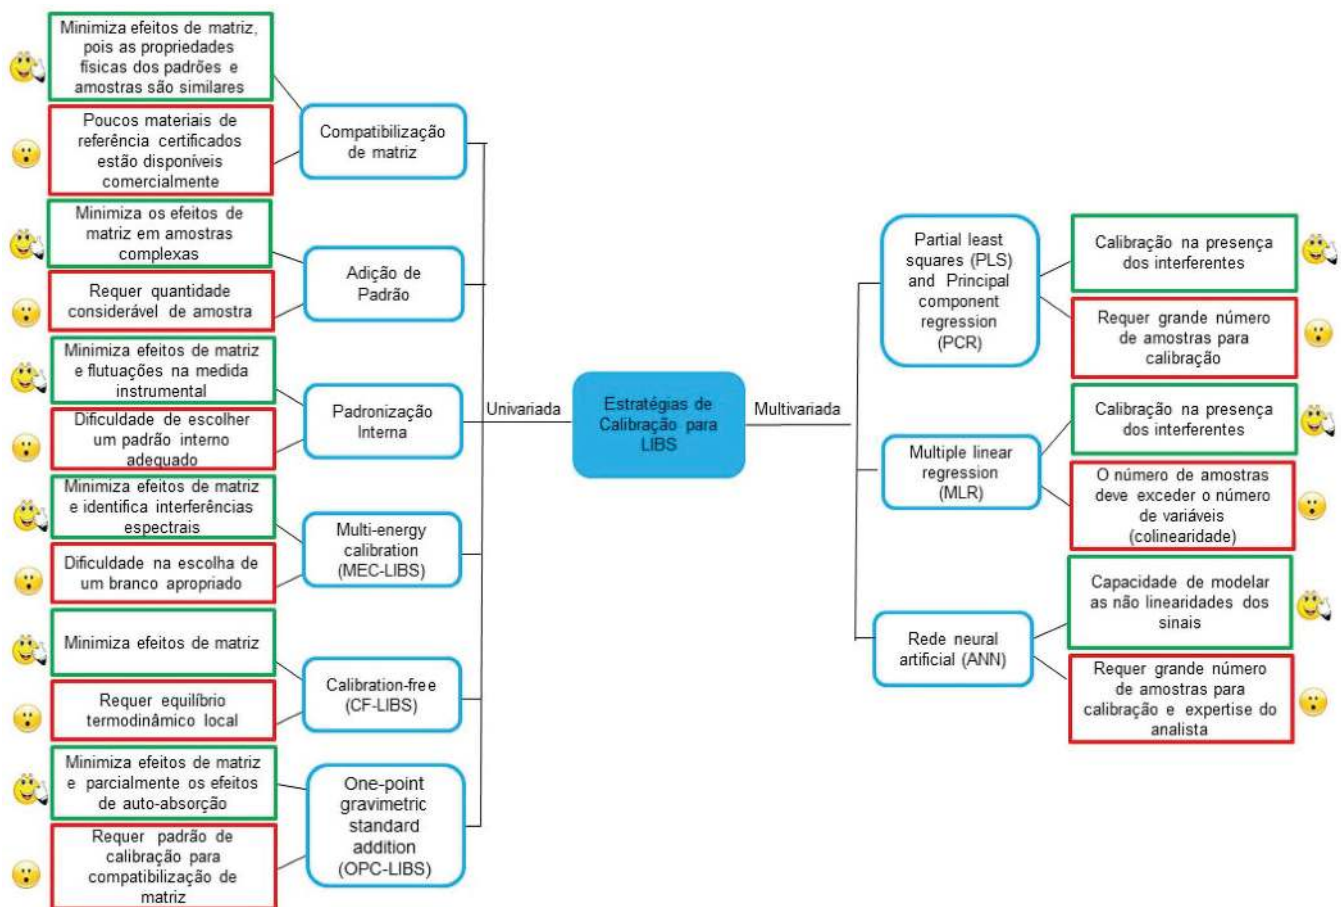 Minimiza efeitos de matriz,
pois as propriedades
físicas dos padrões e
amostras são similares
Poucos materiais de
referência certificados
estão disponíveis
comercialmente
Compatibilização
de matriz
Minimiza os efeitos de
matriz em amostras
complexas
Requer quantidade
considerável de amostra
Adição de
Padrão
Minimiza efeitos de matriz
e flutuações na medida
instrumental
Dificuldade de escolher
um padrão interno
adequado
Padronização
Interna
Minimiza efeitos de matriz
e identifica interferências
espectrais
Dificuldade na escolha de
um branco apropriado
Multi-energy
calibration
(MEC-LIBS)
Minimiza efeitos de matriz
Requer equilíbrio
termodinâmico local
Calibration-free
(CF-LIBS)
Minimiza efeitos de matriz
e parcialmente os efeitos
de auto-absorção
Requer padrão de
calibração para
compatibilização de
matriz
One-point
gravimetric
standard
addition
(OPC-LIBS)
Univariada
Estratégias de
Calibração para
LIBS
Multivariada
Partial least
squares (PLS)
and Principal
component
regression
(PCR)
Calibração na presença
dos interferentes
Requer grande número
de amostras para
calibração
Multiple linear
regression
(MLR)
Calibração na presença
dos interferentes
O número de amostras
deve exceder o número
de variáveis
(colinearidade)
Rede neural
artificial (ANN)
Capacidade de modelar
as não linearidades dos
sinais
Requer grande número
de amostras para
calibração e expertise do
analista